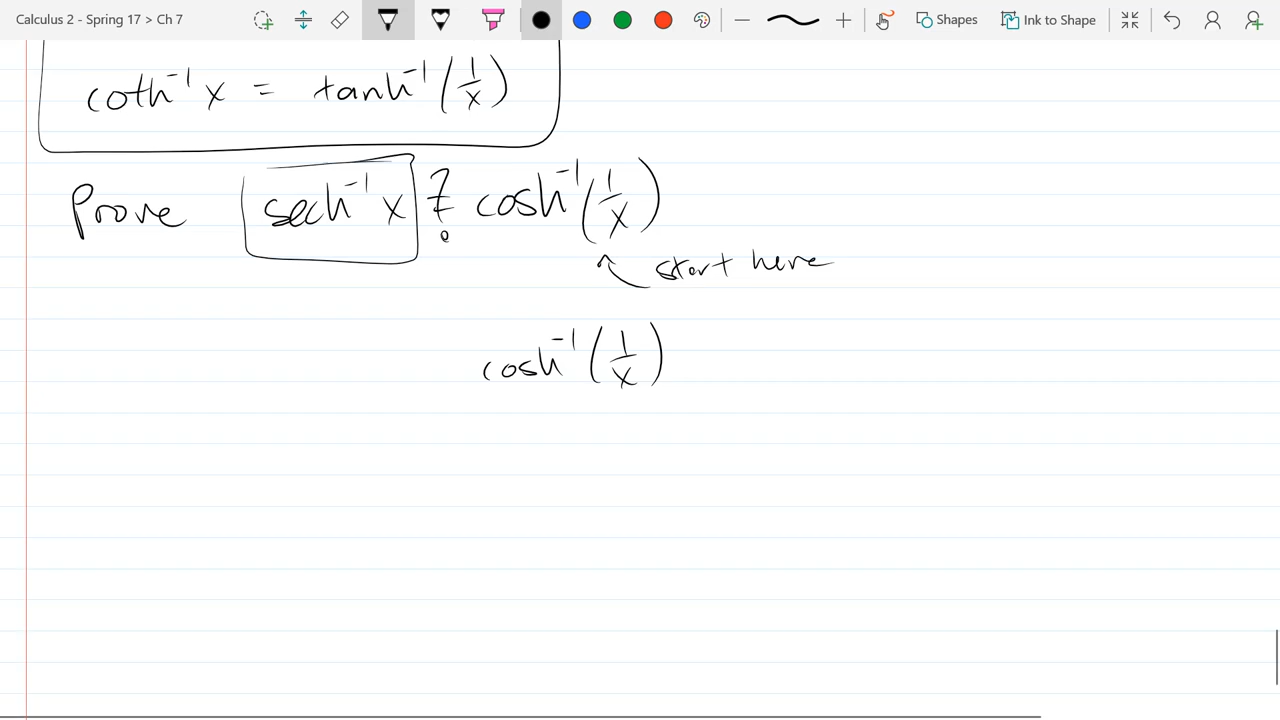 Calculus 2 - Spring 17 > Ch 7 Shapes Ink to Shape
coth⁻¹ x = tanh⁻¹(1/x)
Prove sech⁻¹ x ?= cosh⁻¹(1/x)
start here
cosh⁻¹(1/x)